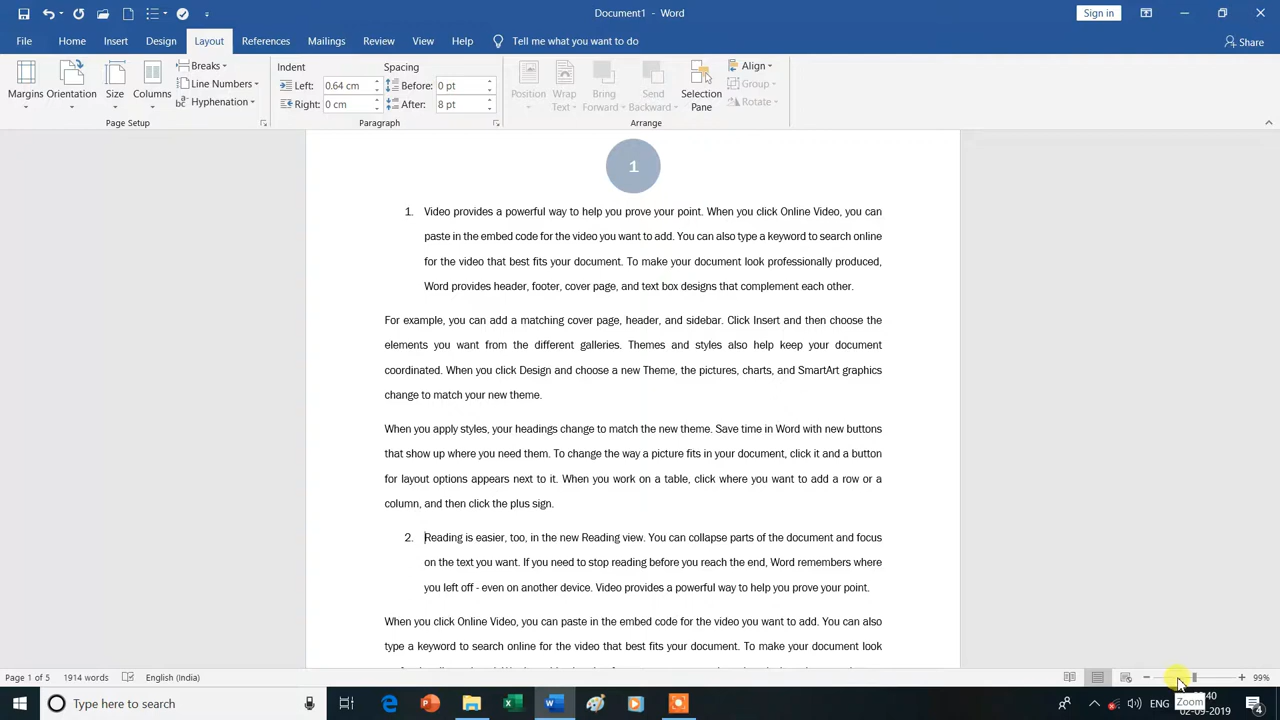 Document1 - Word
Sign in
File Home Insert Design Layout References Mailings Review View Help Tell me what you want to do Share
Margins Orientation Size Columns
Breaks
Line Numbers
Hyphenation
Page Setup
Indent Spacing
Left: 0.64 cm Before: 0 pt
Right: 0 cm After: 8 pt
Paragraph
Position Wrap Text Bring Forward Send Backward Selection Pane
Align
Group
Rotate
Arrange
1
1. Video provides a powerful way to help you prove your point. When you click Online Video, you can
paste in the embed code for the video you want to add. You can also type a keyword to search online
for the video that best fits your document. To make your document look professionally produced,
Word provides header, footer, cover page, and text box designs that complement each other.
For example, you can add a matching cover page, header, and sidebar. Click Insert and then choose the
elements you want from the different galleries. Themes and styles also help keep your document
coordinated. When you click Design and choose a new Theme, the pictures, charts, and SmartArt graphics
change to match your new theme.
When you apply styles, your headings change to match the new theme. Save time in Word with new buttons
that show up where you need them. To change the way a picture fits in your document, click it and a button
for layout options appears next to it. When you work on a table, click where you want to add a row or a
column, and then click the plus sign.
2. Reading is easier, too, in the new Reading view. You can collapse parts of the document and focus
on the text you want. If you need to stop reading before you reach the end, Word remembers where
you left off - even on another device. Video provides a powerful way to help you prove your point.
When you click Online Video, you can paste in the embed code for the video you want to add. You can also
type a keyword to search online for the video that best fits your document. To make your document look
Page 1 of 5 1914 words English (India) 99%
Type here to search
ENG
Zoom
:40
02-09-2019
4